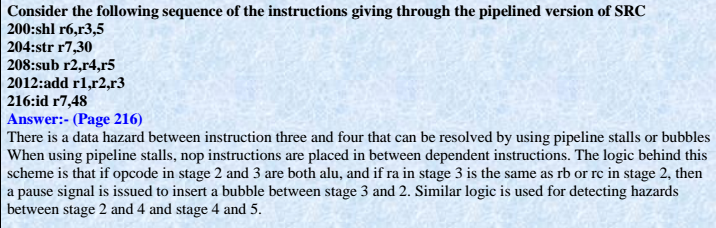 Consider the following sequence of the instructions giving through the pipelined version of SRC
200:shl r6,r3,5
204:str r7,30
208:sub r2,r4,r5
2012:add r1,r2,r3
216:id r7,48
Answer:- (Page 216)
There is a data hazard between instruction three and four that can be resolved by using pipeline stalls or bubbles
When using pipeline stalls, nop instructions are placed in between dependent instructions. The logic behind this
scheme is that if opcode in stage 2 and 3 are both alu, and if ra in stage 3 is the same as rb or rc in stage 2, then
a pause signal is issued to insert a bubble between stage 3 and 2. Similar logic is used for detecting hazards
between stage 2 and 4 and stage 4 and 5.